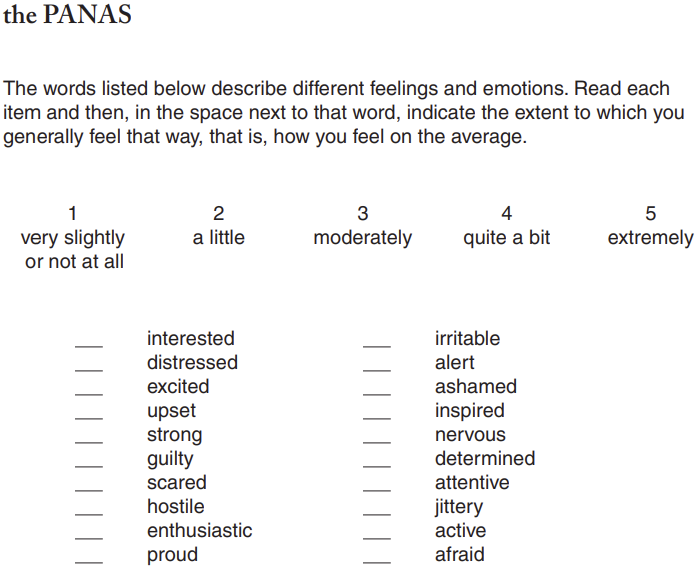 the PANAS
The words listed below describe different feelings and emotions. Read each
item and then, in the space next to that word, indicate the extent to which you
generally feel that way, that is, how you feel on the average.
1 2 3 4 5
very slightly a little moderately quite a bit extremely
or not at all
___ interested ___ irritable
___ distressed ___ alert
___ excited ___ ashamed
___ upset ___ inspired
___ strong ___ nervous
___ guilty ___ determined
___ scared ___ attentive
___ hostile ___ jittery
___ enthusiastic ___ active
___ proud ___ afraid